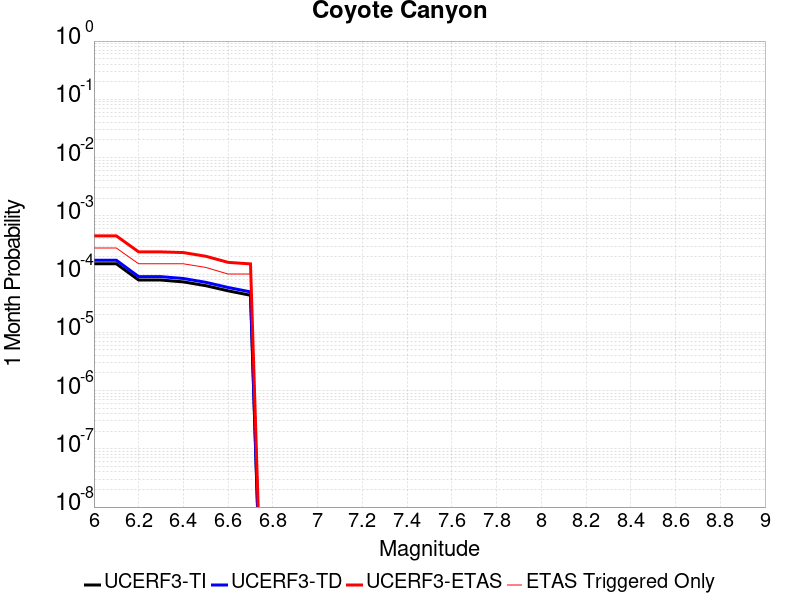 Coyote Canyon
10^0
10^-1
10^-2
10^-3
10^-4
10^-5
10^-6
10^-7
10^-8
1 Month Probability
6 6.2 6.4 6.6 6.8 7 7.2 7.4 7.6 7.8 8 8.2 8.4 8.6 8.8 9
Magnitude
UCERF3-TI UCERF3-TD UCERF3-ETAS ETAS Triggered Only